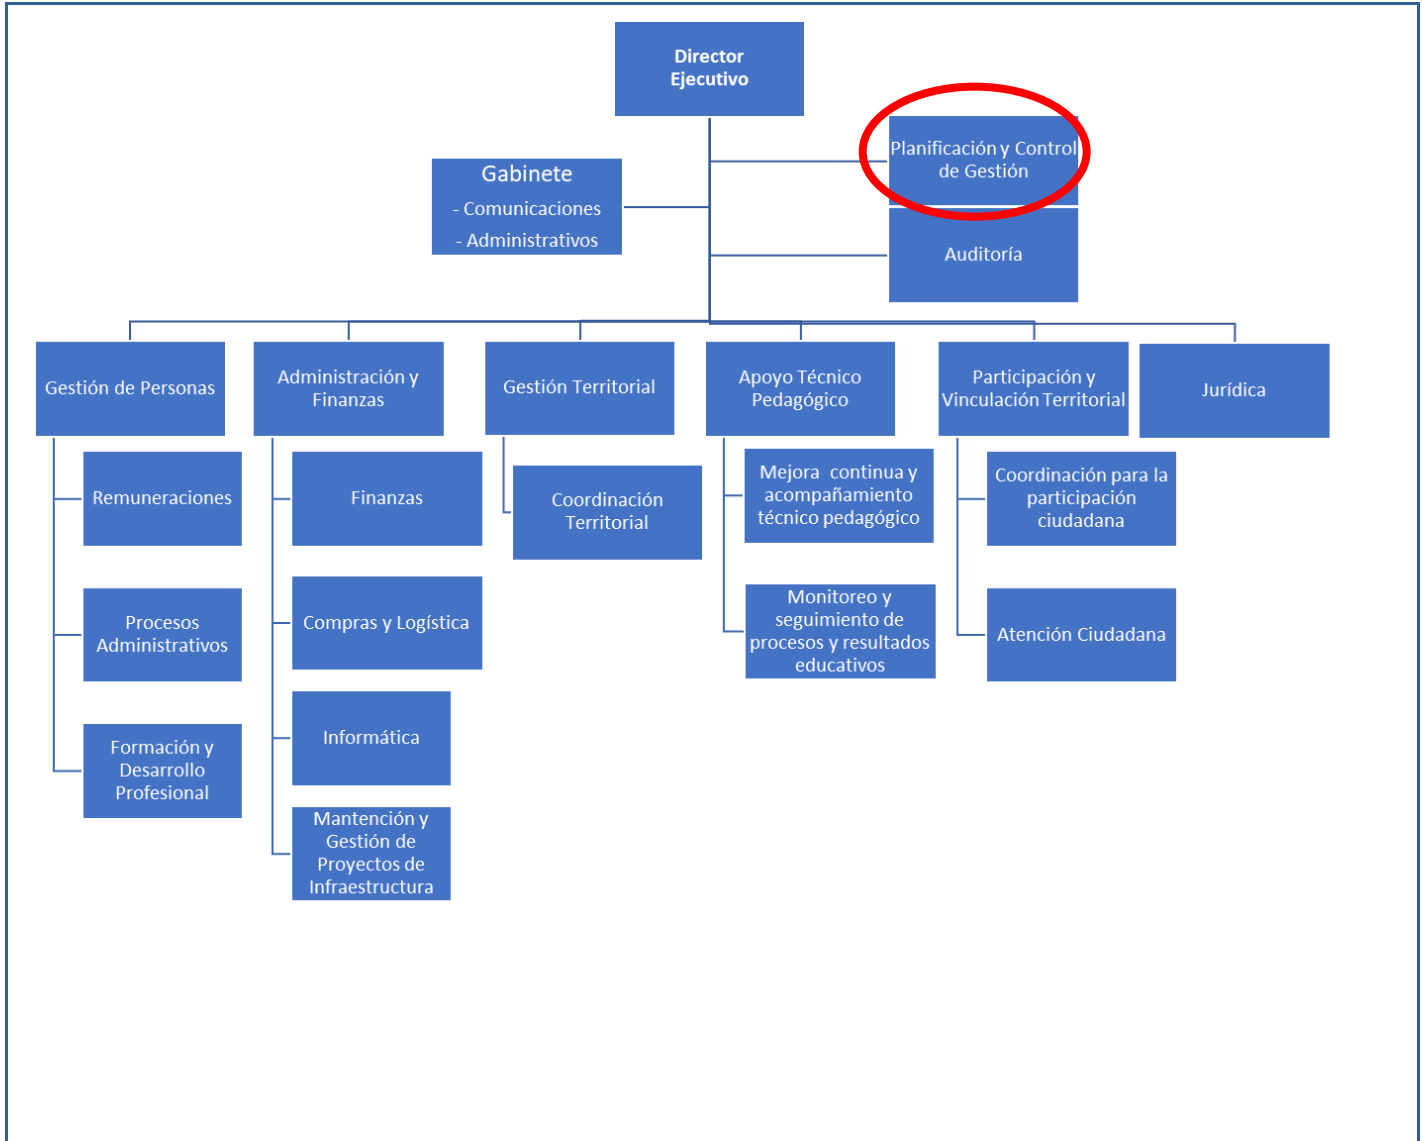 Director
Ejecutivo
Planificación y Control
de Gestión
Gabinete
- Comunicaciones
- Administrativos
Auditoría
Gestión de Personas
Administración y
Finanzas
Gestión Territorial
Apoyo Técnico
Pedagógico
Participación y
Vinculación Territorial
Jurídica
Remuneraciones
Procesos
Administrativos
Formación y
Desarrollo
Profesional
Finanzas
Compras y Logística
Informática
Mantención y
Gestión de
Proyectos de
Infraestructura
Coordinación
Territorial
Mejora  continua y
acompañamiento
técnico pedagógico
Monitoreo y
seguimiento de
procesos y resultados
educativos
Coordinación para la
participación
ciudadana
Atención Ciudadana